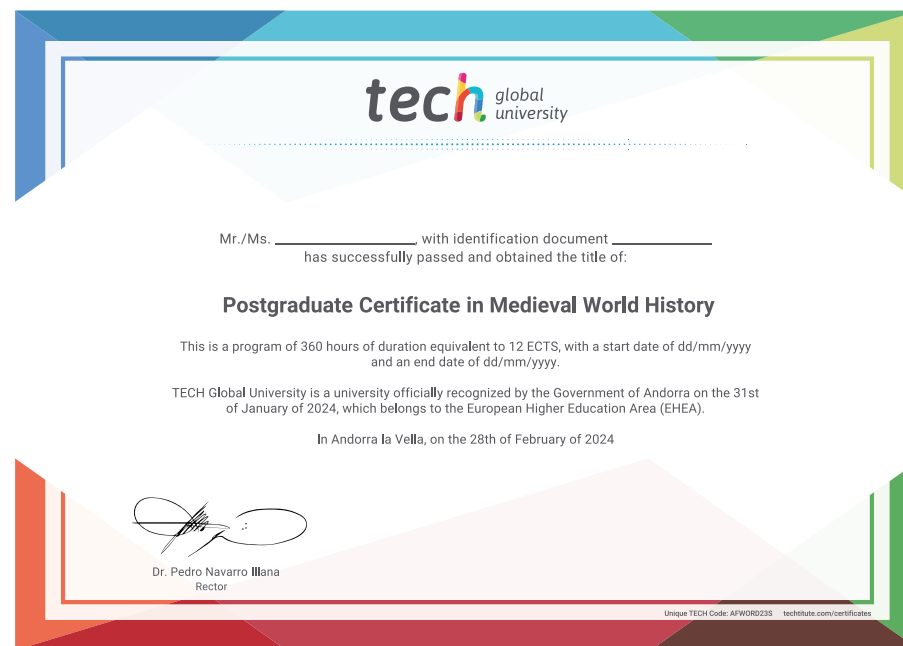 tech global university
Mr./Ms. ____________________, with identification document ______________
has successfully passed and obtained the title of:
Postgraduate Certificate in Medieval World History
This is a program of 360 hours of duration equivalent to 12 ECTS, with a start date of dd/mm/yyyy
and an end date of dd/mm/yyyy.
TECH Global University is a university officially recognized by the Government of Andorra on the 31st
of January of 2024, which belongs to the European Higher Education Area (EHEA).
In Andorra la Vella, on the 28th of February of 2024
Dr. Pedro Navarro Illana
Rector
Unique TECH Code: AFWORD23S techtitute.com/certificates